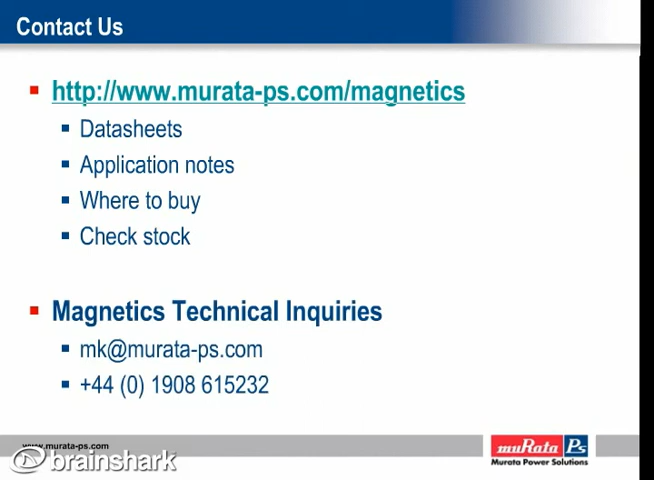 Contact Us
http://www.murata-ps.com/magnetics
Datasheets
Application notes
Where to buy
Check stock
Magnetics Technical Inquiries
mk@murata-ps.com
+44 (0) 1908 615232
www.murata-ps.com
brainshark
muRata Ps
Murata Power Solutions